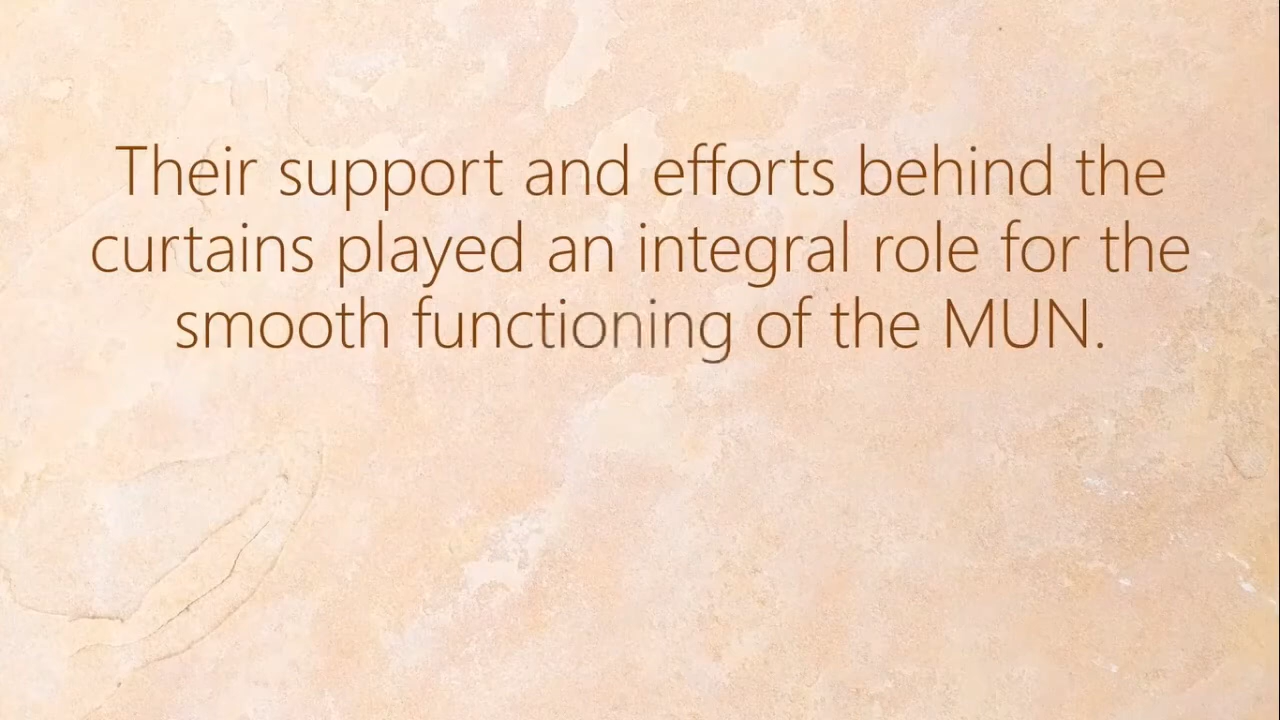 Their support and efforts behind the
curtains played an integral role for the
smooth functioning of the MUN.